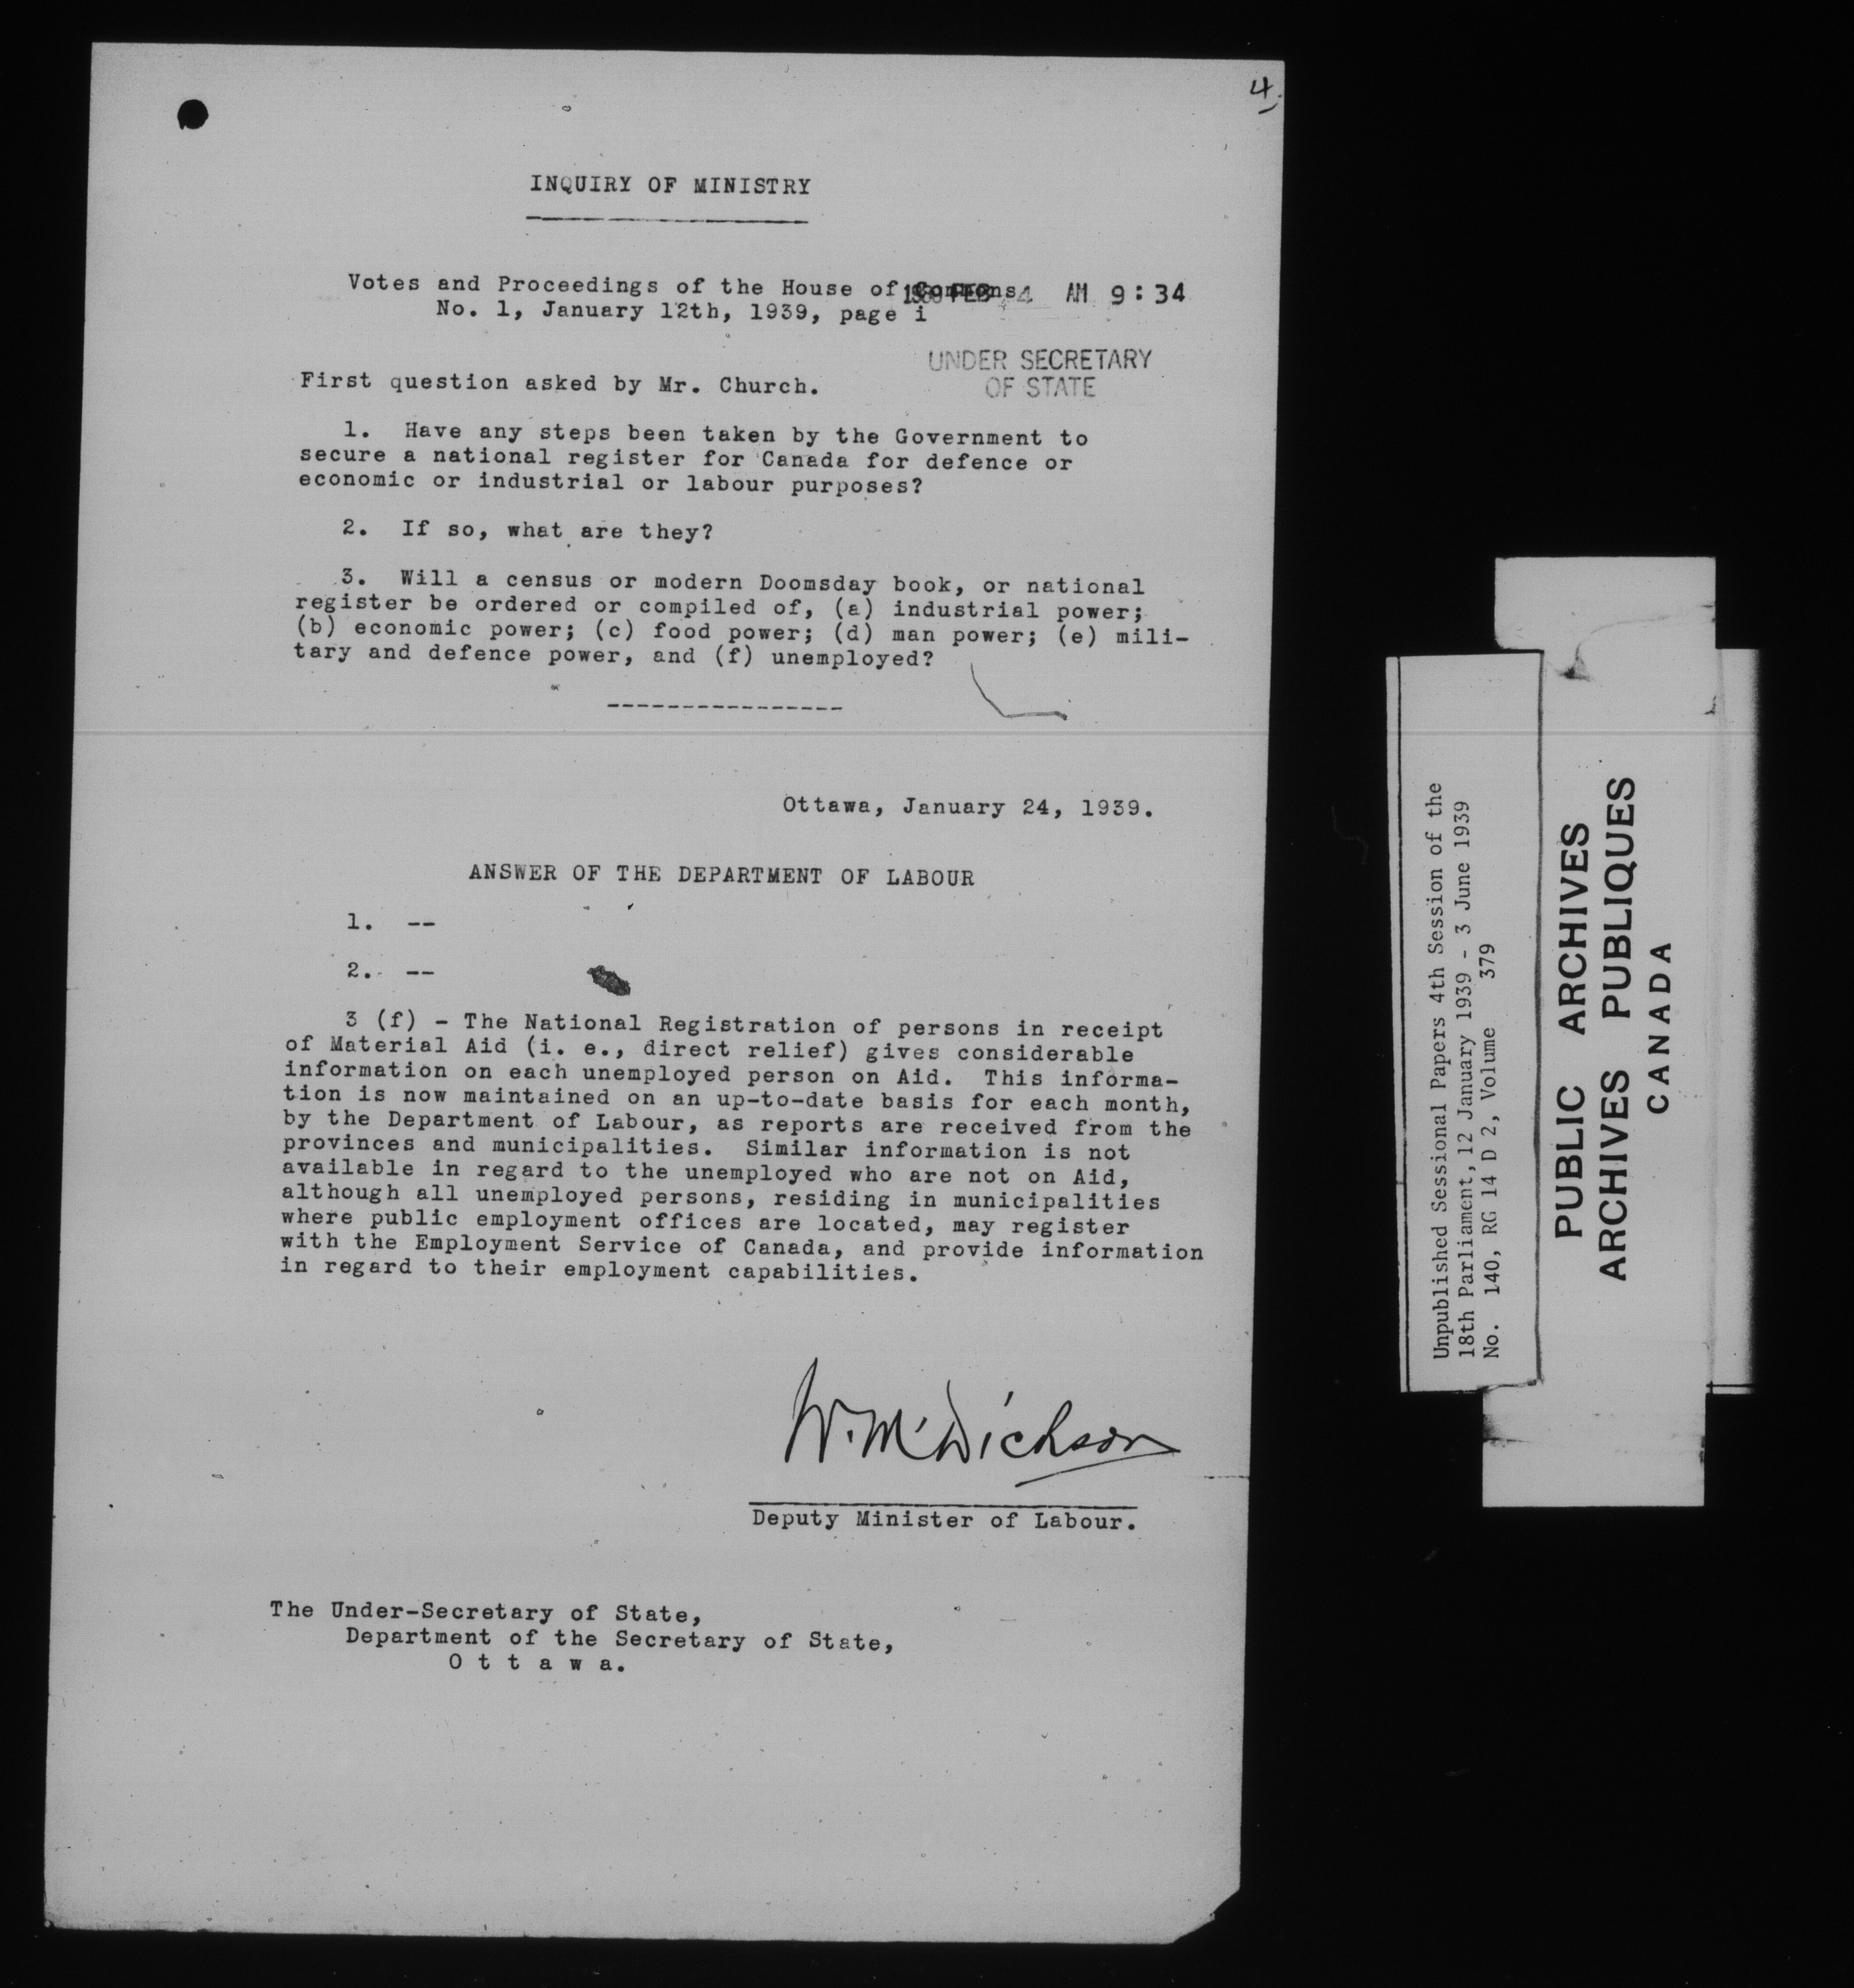 4.
INQUIRY OF MINISTRY
Votes and Proceedings of the House of Commons
AM 9:34
No. 1, January 12th, 1939, page i
UNDER SECRETARY
OF STATE
First question asked by Mr. Church.
1. Have any steps been taken by the Government to
secure a national register for Canada for defence or
economic or industrial or labour purposes?
2. If so, what are they?
3. Will a census or modern Doomsday book, or national
register be ordered or compiled of, (a) industrial power;
(b) economic power; (c) food power; (d) man power; (e) mili-
tary and defence power, and (f) unemployed?
----------------
Ottawa, January 24, 1939.
ANSWER OF THE DEPARTMENT OF LABOUR
1. --
2. --
3 (f) - The National Registration of persons in receipt
of Material Aid (i. e., direct relief) gives considerable
information on each unemployed person on Aid. This informa-
tion is now maintained on an up-to-date basis for each month,
by the Department of Labour, as reports are received from the
provinces and municipalities. Similar information is not
available in regard to the unemployed who are not on Aid,
although all unemployed persons, residing in municipalities
where public employment offices are located, may register
with the Employment Service of Canada, and provide information
in regard to their employment capabilities.
W. M. Dickson
Deputy Minister of Labour.
The Under-Secretary of State,
Department of the Secretary of State,
O t t a w a.
Unpublished Sessional Papers 4th Session of the
18th Parliament, 12 January 1939 - 3 June 1939
No. 140, RG 14 D 2, Volume 379
PUBLIC ARCHIVES
ARCHIVES PUBLIQUES
CANADA